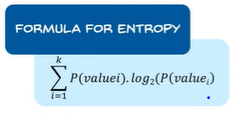 FORMULA FOR ENTROPY
k
∑ P(valuei).log₂(P(valueᵢ)
i=1